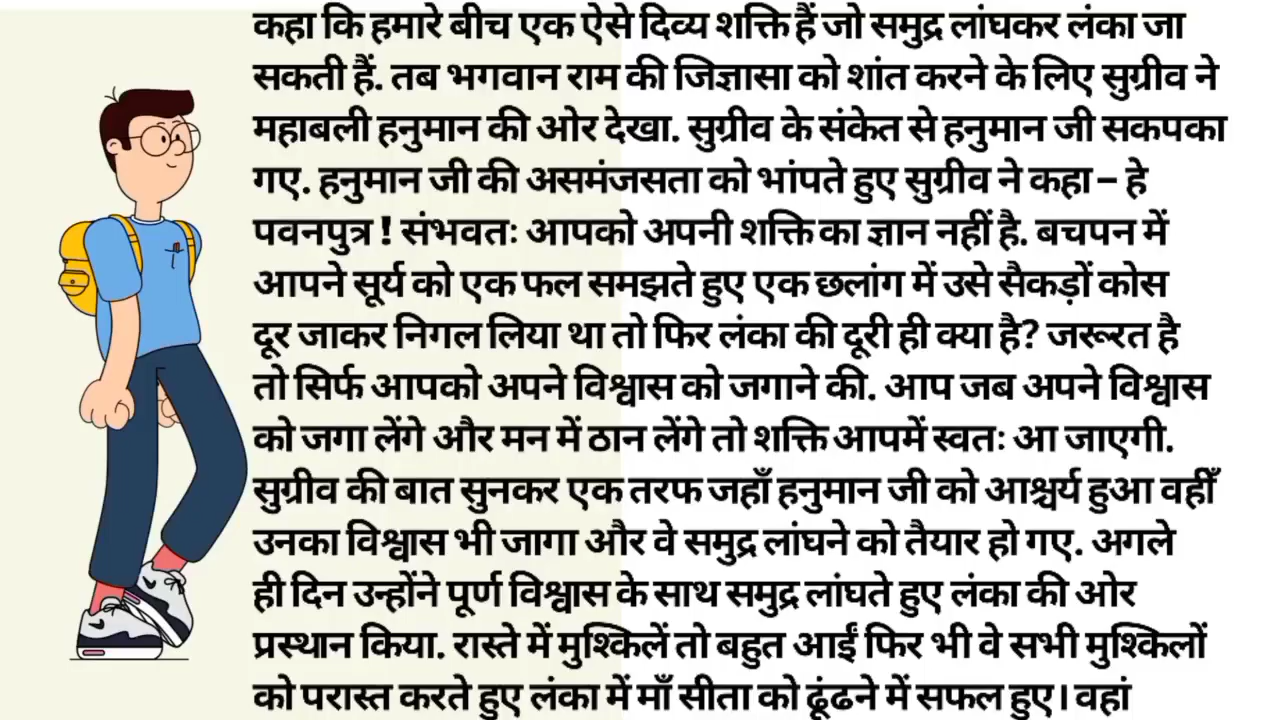 कहा कि हमारे बीच एक ऐसे दिव्य शक्ति हैं जो समुद्र लांघकर लंका जा
सकती हैं. तब भगवान राम की जिज्ञासा को शांत करने के लिए सुग्रीव ने
महाबली हनुमान की ओर देखा. सुग्रीव के संकेत से हनुमान जी सकपका
गए. हनुमान जी की असमंजसता को भांपते हुए सुग्रीव ने कहा – हे
पवनपुत्र ! संभवतः आपको अपनी शक्ति का ज्ञान नहीं है. बचपन में
आपने सूर्य को एक फल समझते हुए एक छलांग में उसे सैकड़ों कोस
दूर जाकर निगल लिया था तो फिर लंका की दूरी ही क्या है? जरूरत है
तो सिर्फ आपको अपने विश्वास को जगाने की. आप जब अपने विश्वास
को जगा लेंगे और मन में ठान लेंगे तो शक्ति आपमें स्वतः आ जाएगी.
सुग्रीव की बात सुनकर एक तरफ जहाँ हनुमान जी को आश्चर्य हुआ वहीँ
उनका विश्वास भी जागा और वे समुद्र लांघने को तैयार हो गए. अगले
ही दिन उन्होंने पूर्ण विश्वास के साथ समुद्र लांघते हुए लंका की ओर
प्रस्थान किया. रास्ते में मुश्किलें तो बहुत आईं फिर भी वे सभी मुश्किलों
को परास्त करते हुए लंका में माँ सीता को ढूंढने में सफल हुए। वहां